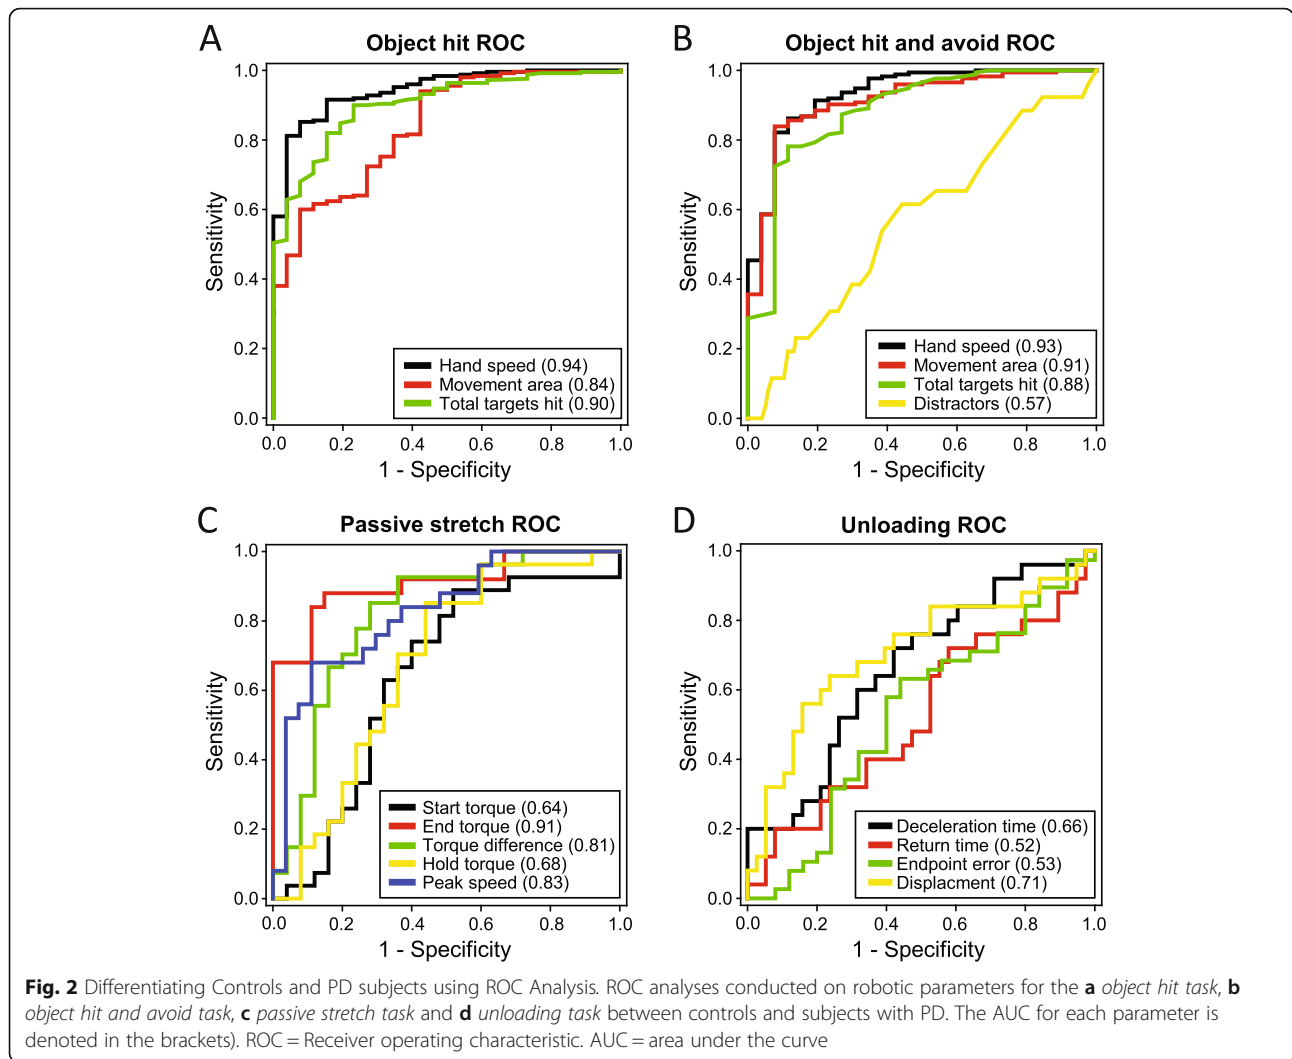 A
Object hit ROC
1.0
0.8
0.6
0.4
0.2
0.0
Sensitivity
Hand speed (0.94)
Movement area (0.84)
Total targets hit (0.90)
0.0 0.2 0.4 0.6 0.8 1.0
1 - Specificity
B
Object hit and avoid ROC
1.0
0.8
0.6
0.4
0.2
0.0
Sensitivity
Hand speed (0.93)
Movement area (0.91)
Total targets hit (0.88)
Distractors (0.57)
0.0 0.2 0.4 0.6 0.8 1.0
1 - Specificity
C
Passive stretch ROC
1.0
0.8
0.6
0.4
0.2
0.0
Sensitivity
Start torque (0.64)
End torque (0.91)
Torque difference (0.81)
Hold torque (0.68)
Peak speed (0.83)
0.0 0.2 0.4 0.6 0.8 1.0
1 - Specificity
D
Unloading ROC
1.0
0.8
0.6
0.4
0.2
0.0
Sensitivity
Deceleration time (0.66)
Return time (0.52)
Endpoint error (0.53)
Displacment (0.71)
0.0 0.2 0.4 0.6 0.8 1.0
1 - Specificity
Fig. 2 Differentiating Controls and PD subjects using ROC Analysis. ROC analyses conducted on robotic parameters for the a object hit task, b
object hit and avoid task, c passive stretch task and d unloading task between controls and subjects with PD. The AUC for each parameter is
denoted in the brackets). ROC = Receiver operating characteristic. AUC = area under the curve